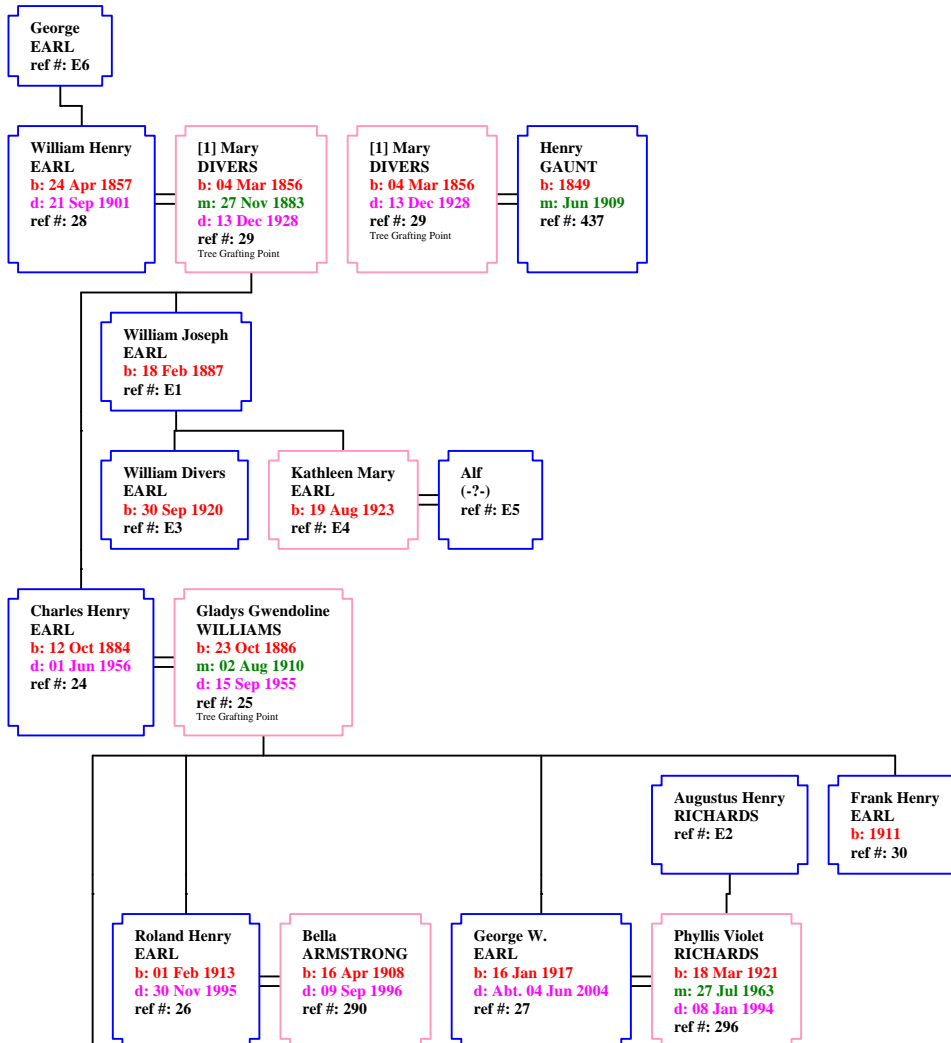 George
EARL
ref #: E6
William Henry
EARL
b: 24 Apr 1857
d: 21 Sep 1901
ref #: 28
[1] Mary
DIVERS
b: 04 Mar 1856
m: 27 Nov 1883
d: 13 Dec 1928
ref #: 29
Tree Grafting Point
[1] Mary
DIVERS
b: 04 Mar 1856
d: 13 Dec 1928
ref #: 29
Tree Grafting Point
Henry
GAUNT
b: 1849
m: Jun 1909
ref #: 437
William Joseph
EARL
b: 18 Feb 1887
ref #: E1
William Divers
EARL
b: 30 Sep 1920
ref #: E3
Kathleen Mary
EARL
b: 19 Aug 1923
ref #: E4
Alf
(-?-)
ref #: E5
Charles Henry
EARL
b: 12 Oct 1884
d: 01 Jun 1956
ref #: 24
Gladys Gwendoline
WILLIAMS
b: 23 Oct 1886
m: 02 Aug 1910
d: 15 Sep 1955
ref #: 25
Tree Grafting Point
Augustus Henry
RICHARDS
ref #: E2
Frank Henry
EARL
b: 1911
ref #: 30
Roland Henry
EARL
b: 01 Feb 1913
d: 30 Nov 1995
ref #: 26
Bella
ARMSTRONG
b: 16 Apr 1908
d: 09 Sep 1996
ref #: 290
George W.
EARL
b: 16 Jan 1917
d: Abt. 04 Jun 2004
ref #: 27
Phyllis Violet
RICHARDS
b: 18 Mar 1921
m: 27 Jul 1963
d: 08 Jan 1994
ref #: 296